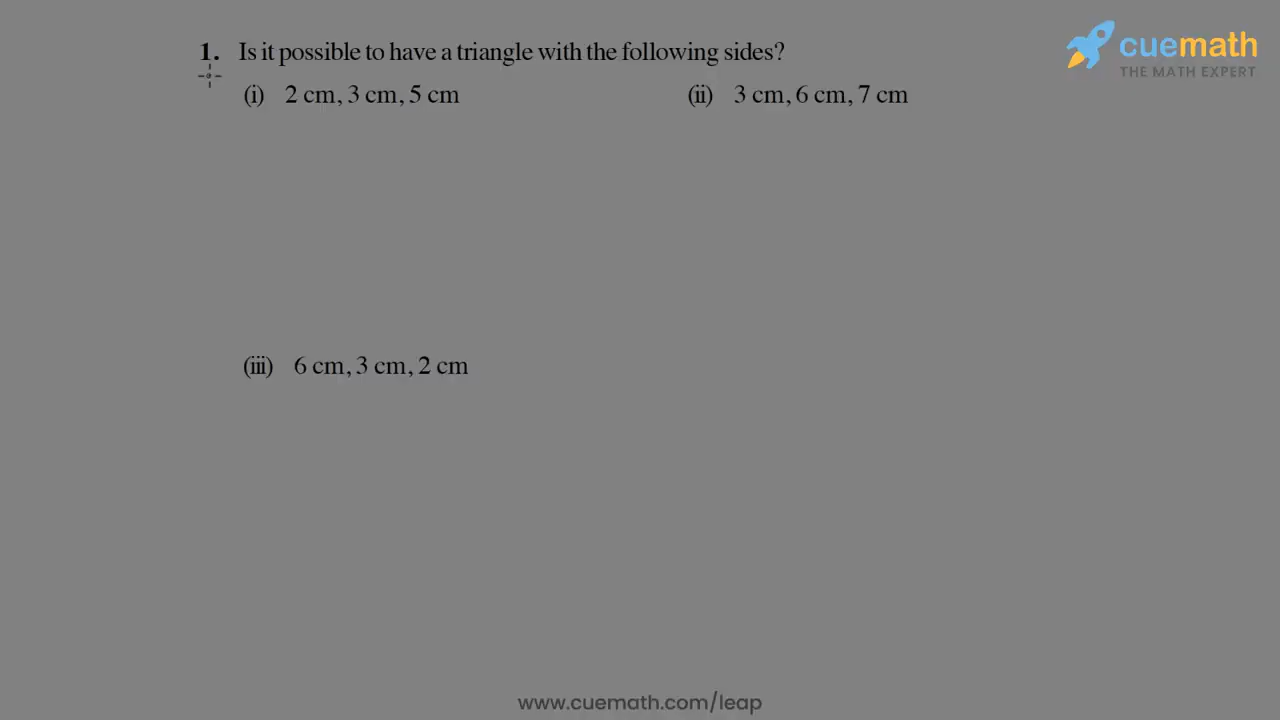 1. Is it possible to have a triangle with the following sides?
(i) 2 cm, 3 cm, 5 cm
(ii) 3 cm, 6 cm, 7 cm
(iii) 6 cm, 3 cm, 2 cm
cuemath
THE MATH EXPERT
www.cuemath.com/leap